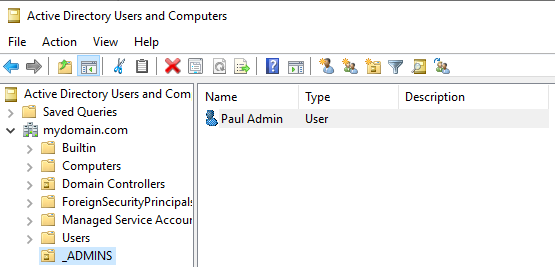 Active Directory Users and Computers
File Action View Help
Active Directory Users and Com
Saved Queries
mydomain.com
Builtin
Computers
Domain Controllers
ForeignSecurityPrincipals
Managed Service Accour
Users
_ADMINS
Name Type Description
Paul Admin User